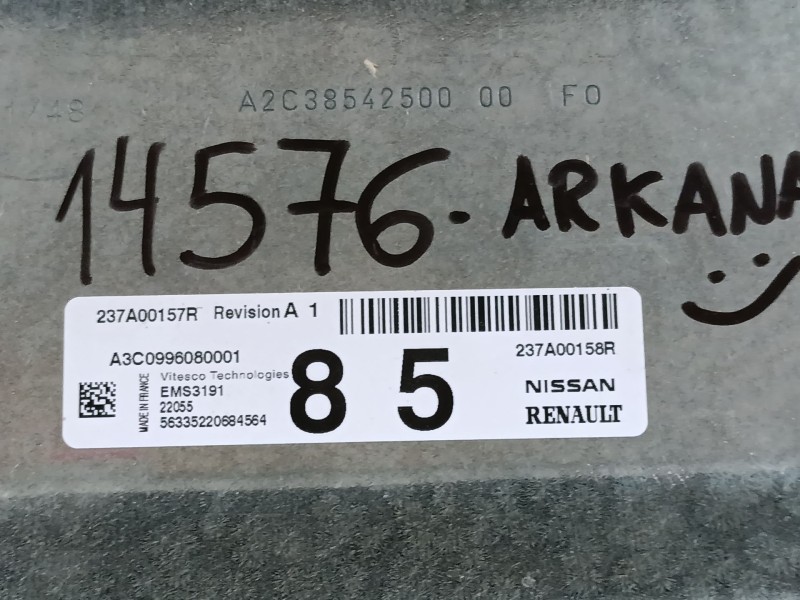 A2C38542500 00 F0
14576-ARKANA
237A00157R Revision A 1
A3C0996080001
237A00158R
MADE IN FRANCE
Vitesco Technologies
EMS3191
22055
56335220684564
8 5
NISSAN
RENAULT